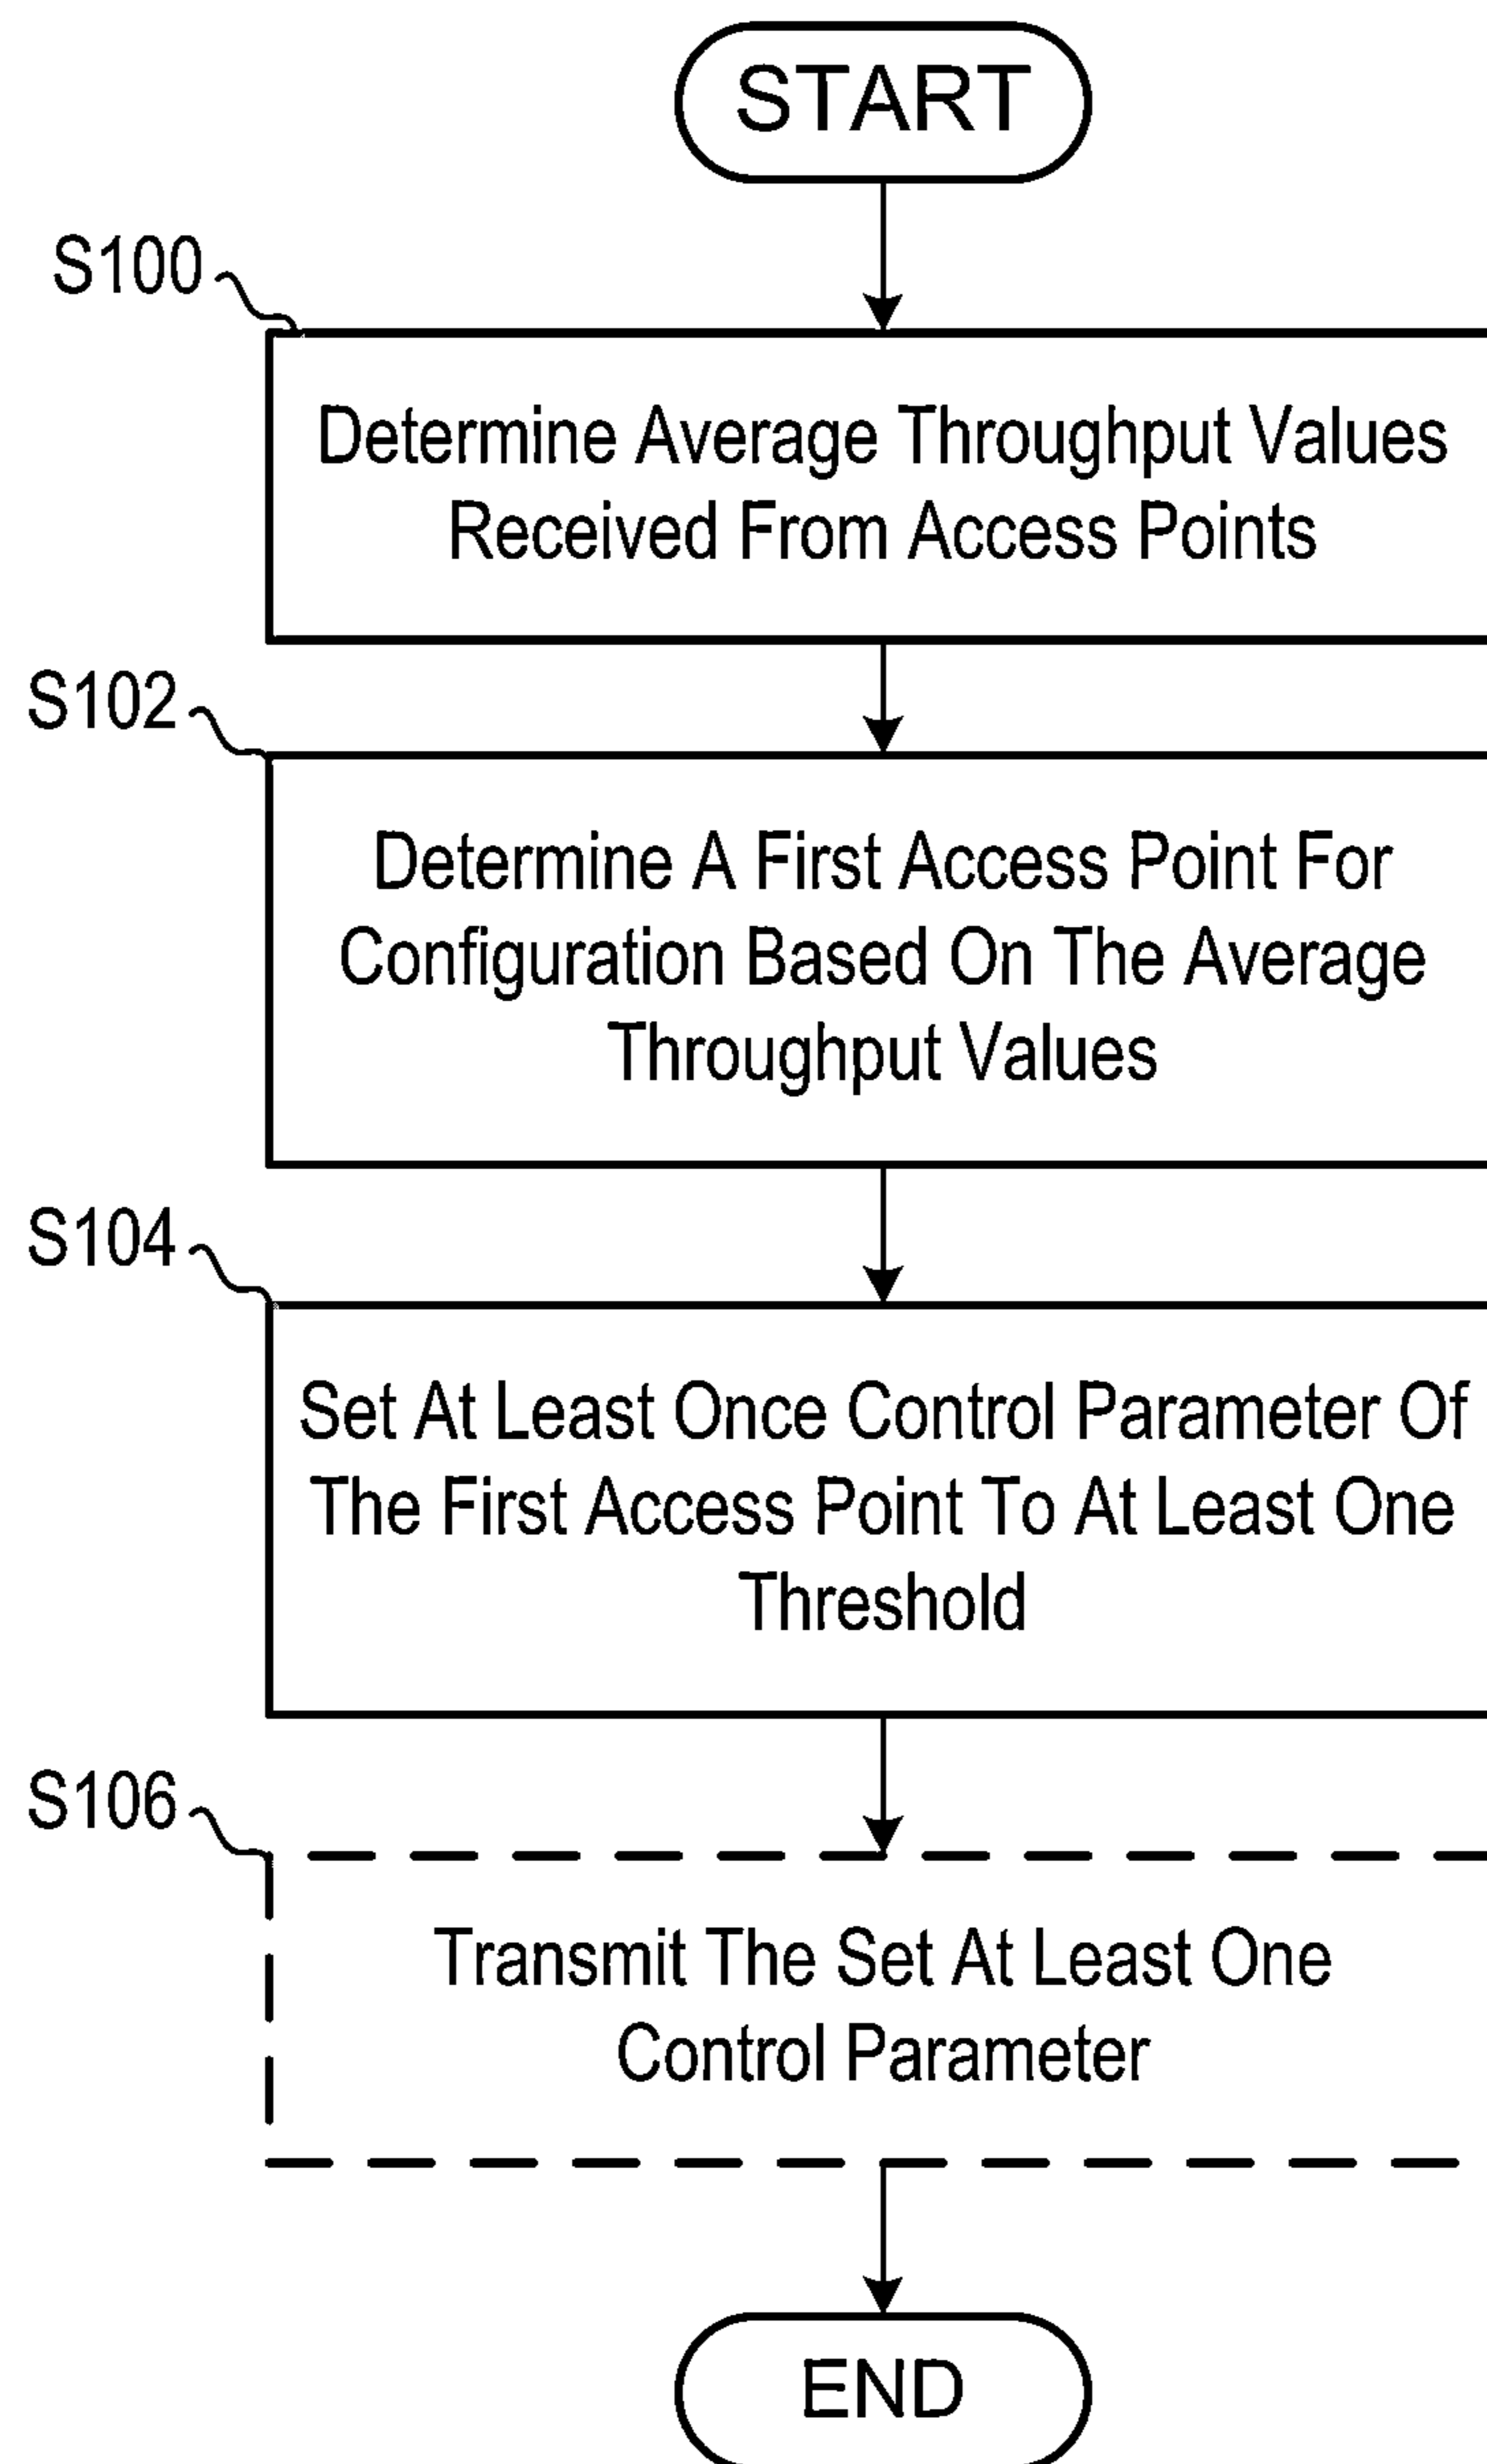 START
S100
Determine Average Throughput Values
Received From Access Points
S102
Determine A First Access Point For
Configuration Based On The Average
Throughput Values
S104
Set At Least Once Control Parameter Of
The First Access Point To At Least One
Threshold
S106
Transmit The Set At Least One
Control Parameter
END